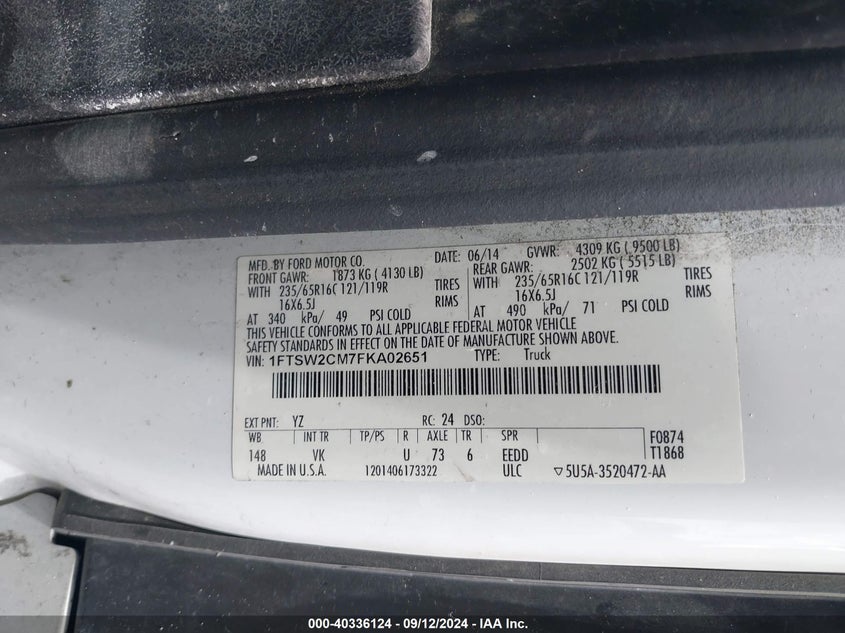 MFD. BY FORD MOTOR CO. DATE: 06/14 GVWR: 4309 KG ( 9500 LB)
FRONT GAWR: 1873 KG ( 4130 LB) REAR GAWR: 2502 KG ( 5515 LB)
WITH 235/65R16C 121/119R TIRES WITH 235/65R16C 121/119R TIRES
16X6.5J RIMS 16X6.5J RIMS
AT 340 kPa/ 49 PSI COLD AT 490 kPa/ 71 PSI COLD
THIS VEHICLE CONFORMS TO ALL APPLICABLE FEDERAL MOTOR VEHICLE
SAFETY STANDARDS IN EFFECT ON THE DATE OF MANUFACTURE SHOWN ABOVE.
VIN: 1FTSW2CM7FKA02651 TYPE: Truck
EXT PNT: YZ RC: 24 DSO:
WB INT TR TP/PS R AXLE TR SPR F0874
148 VK U 73 6 EEDD T1868
MADE IN U.S.A. 1201406173322 ULC ▽5U5A-3520472-AA
000-40336124 - 09/12/2024 - IAA Inc.